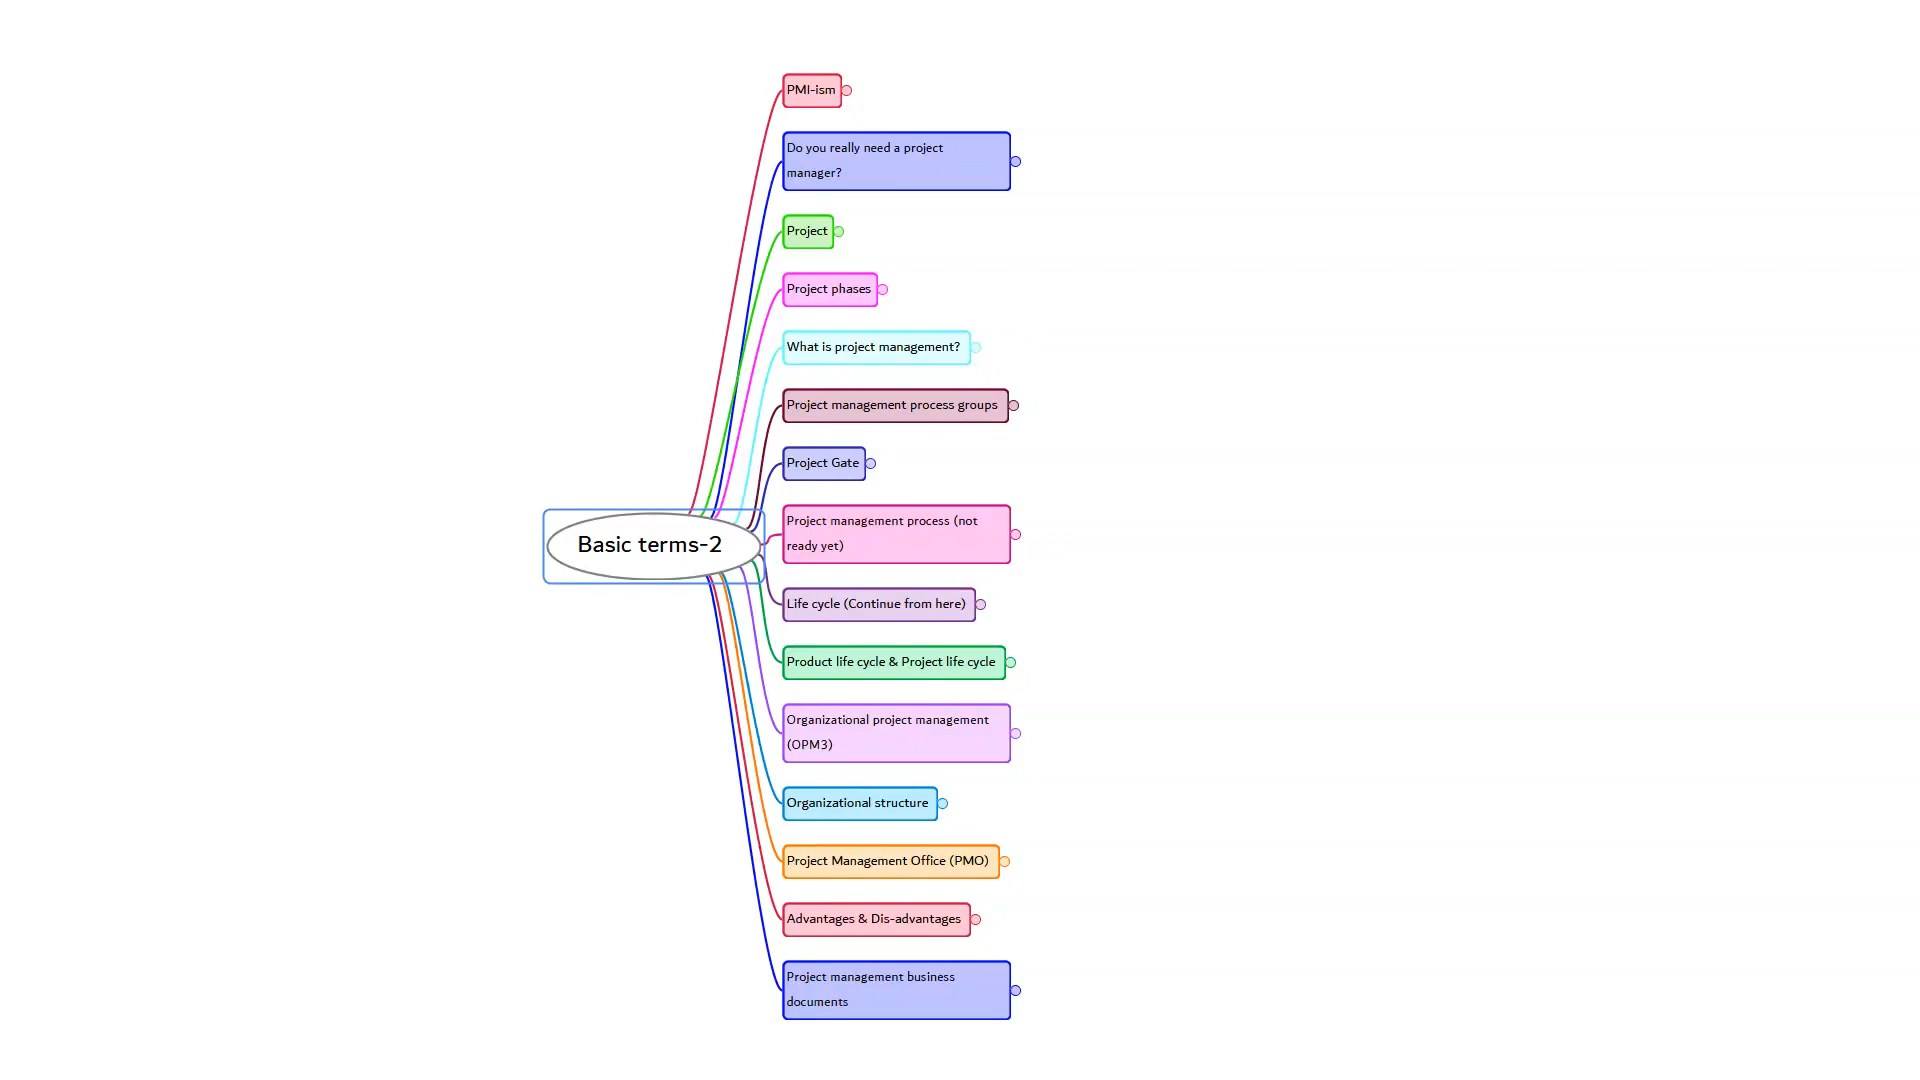 PMI-ism
Do you really need a project
manager?
Project
Project phases
What is project management?
Project management process groups
Project Gate
Project management process (not
ready yet)
Basic terms-2
Life cycle (Continue from here)
Product life cycle & Project life cycle
Organizational project management
(OPM3)
Organizational structure
Project Management Office (PMO)
Advantages & Dis-advantages
Project management business
documents